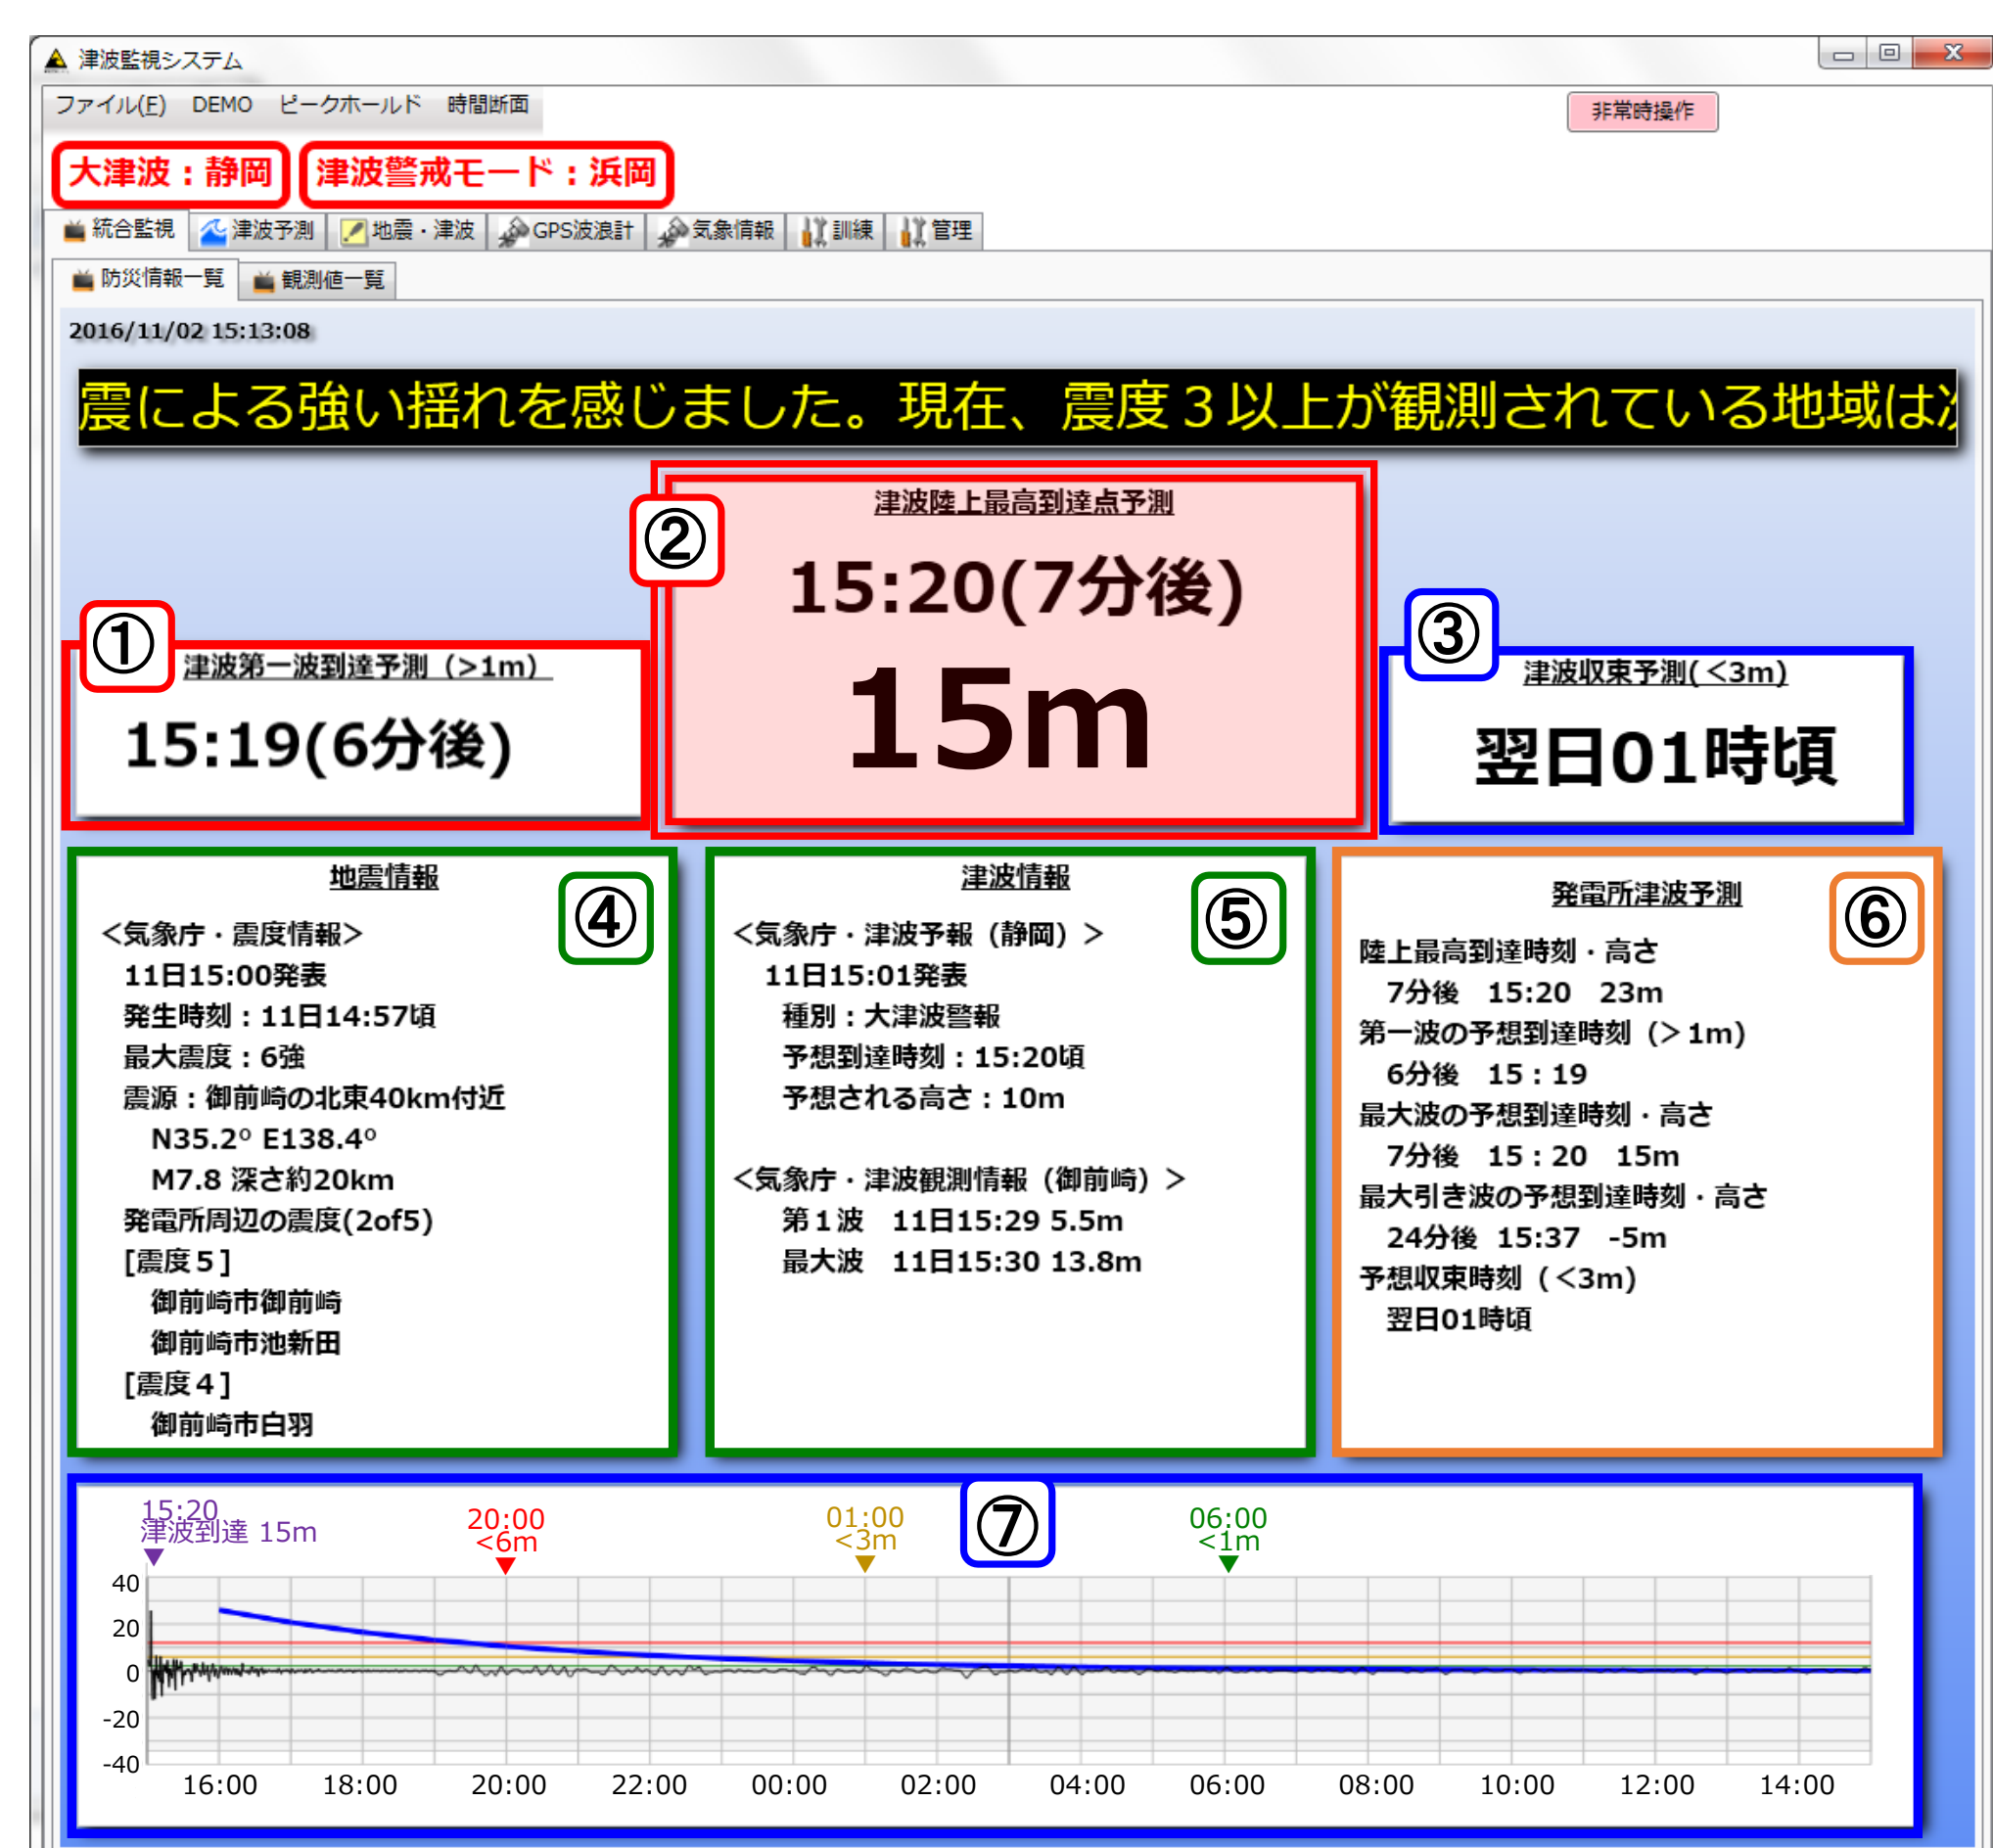 津波監視システム
ファイル(F) DEMO ピークホールド 時間断面
非常時操作
大津波：静岡 津波警戒モード：浜岡
統合監視 津波予測 地震・津波 GPS波浪計 気象情報 訓練 管理
防災情報一覧 観測値一覧
2016/11/02 15:13:08
震による強い揺れを感じました。現在、震度３以上が観測されている地域は次
①
津波第一波到達予測（>1m）
15:19(6分後)
②
津波陸上最高到達点予測
15:20(7分後)
15m
③
津波収束予測(<3m)
翌日01時頃
④
地震情報
<気象庁・震度情報>
11日15:00発表
発生時刻：11日14:57頃
最大震度：6強
震源：御前崎の北東40km付近
N35.2° E138.4°
M7.8 深さ約20km
発電所周辺の震度(2of5)
[震度５]
御前崎市御前崎
御前崎市池新田
[震度４]
御前崎市白羽
⑤
津波情報
<気象庁・津波予報（静岡）>
11日15:01発表
種別：大津波警報
予想到達時刻：15:20頃
予想される高さ：10m
<気象庁・津波観測情報（御前崎）>
第１波 11日15:29 5.5m
最大波 11日15:30 13.8m
⑥
発電所津波予測
陸上最高到達時刻・高さ
7分後 15:20 23m
第一波の予想到達時刻（>1m）
6分後 15：19
最大波の予想到達時刻・高さ
7分後 15：20 15m
最大引き波の予想到達時刻・高さ
24分後 15:37 -5m
予想収束時刻（<3m）
翌日01時頃
⑦
15:20
津波到達 15m
20:00
<6m
01:00
<3m
06:00
<1m
40
20
0
-20
-40
16:00 18:00 20:00 22:00 00:00 02:00 04:00 06:00 08:00 10:00 12:00 14:00